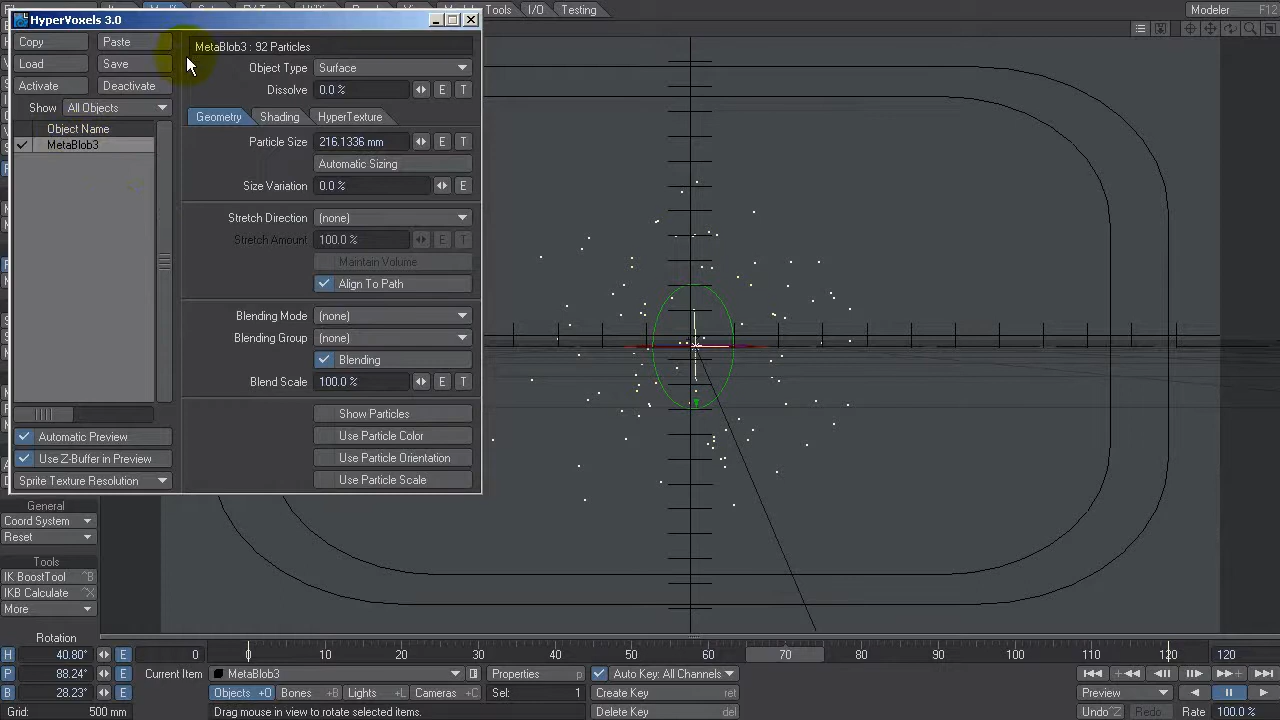 Tools
I/O
Testing
Modeler
F12
HyperVoxels 3.0
Copy
Paste
Load
Save
Activate
Deactivate
Show
All Objects
Object Name
MetaBlob3
Automatic Preview
Use Z-Buffer in Preview
Sprite Texture Resolution
MetaBlob3 : 92 Particles
Object Type
Surface
Dissolve
0.0 %
E
T
Geometry
Shading
HyperTexture
Particle Size
216.1336 mm
E
T
Automatic Sizing
Size Variation
0.0 %
E
Stretch Direction
(none)
Stretch Amount
100.0 %
E
T
Maintain Volume
Align To Path
Blending Mode
(none)
Blending Group
(none)
Blending
Blend Scale
100.0 %
E
T
Show Particles
Use Particle Color
Use Particle Orientation
Use Particle Scale
General
Coord System
Reset
Tools
IK BoostTool ^B
IKB Calculate ^X
More
Rotation
H 40.80° E
P 88.24° E
B 28.23° E
Grid: 500 mm
0
0 10 20 30 40 50 60 70 80 90 100 110 120
120
Current Item
MetaBlob3
Properties p
Auto Key: All Channels
Objects +O
Bones +B
Lights +L
Cameras +C
Sel: 1
Create Key ret
Preview
Drag mouse in view to rotate selected items.
Delete Key del
Undo^Z
Redo
Rate 100.0 %